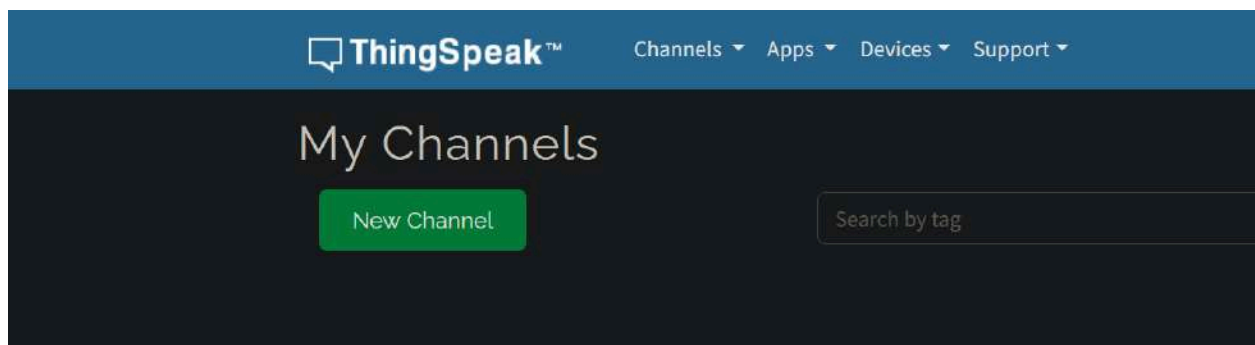 ThingSpeak™ Channels Apps Devices Support
My Channels
New Channel Search by tag